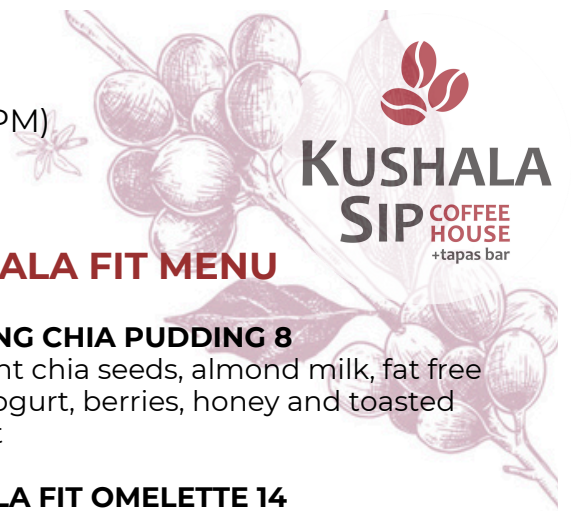 PM)
KUSHALA
SIP COFFEE
HOUSE
+tapas bar
ALA FIT MENU
NG CHIA PUDDING 8
nt chia seeds, almond milk, fat free
ogurt, berries, honey and toasted
t
LA FIT OMELETTE 14